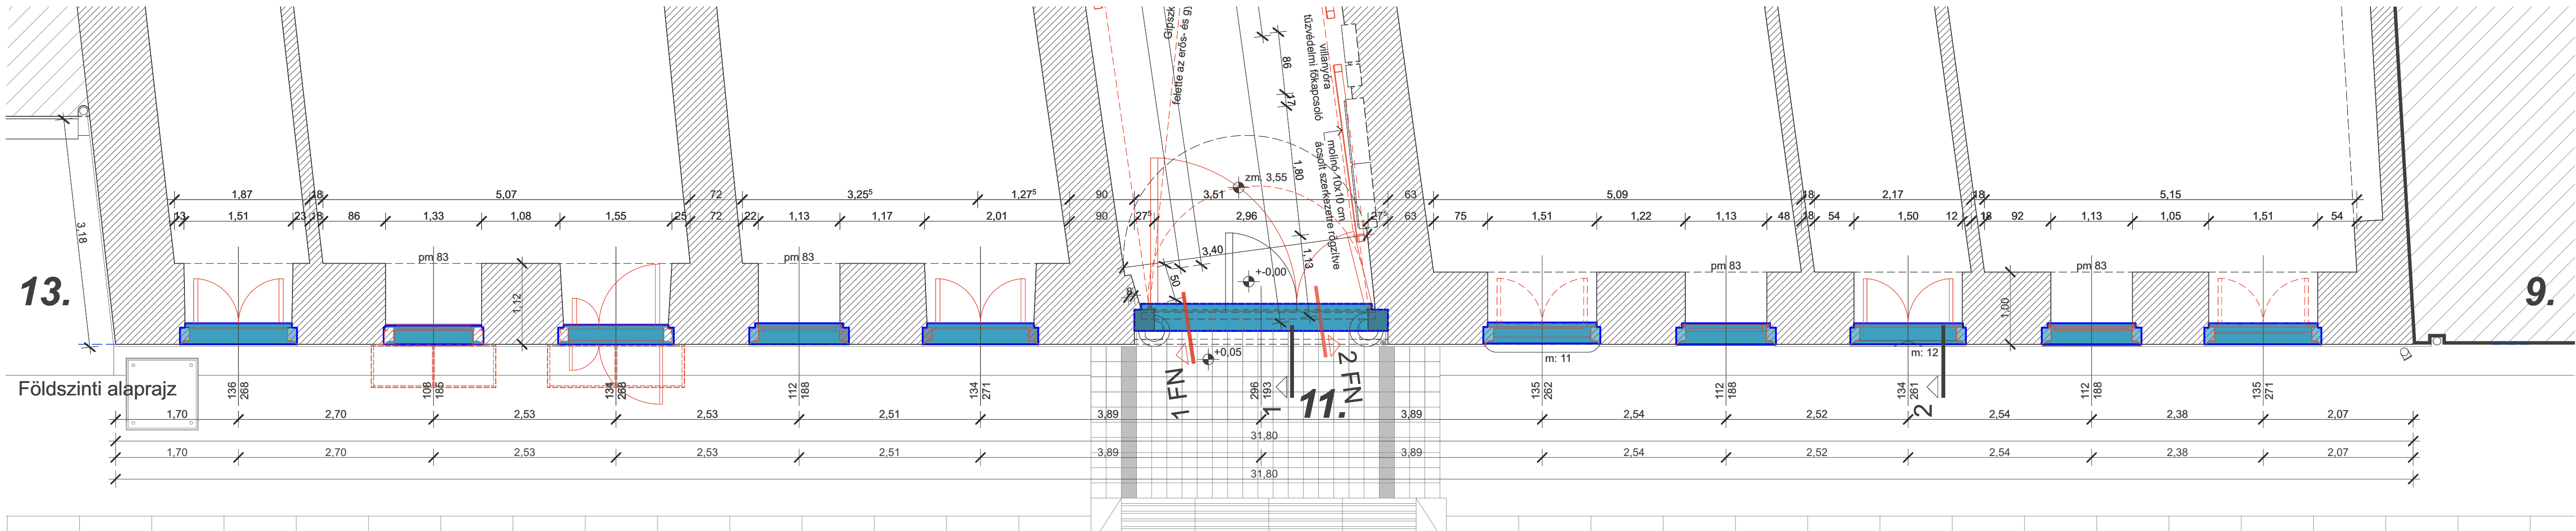 Gipszk
felette az erős- és gy
villanyóra
tűzvédelmi főkapcsoló
molinó 10x10 cm
ácsolt szerkezetre rögzítve
86
17
1,80
zm. 3,55
1,87 18 5,07 72 3,25⁵ 1,27⁵ 90 3,51 63 5,09 18 2,17 18 5,15
13 1,51 23 18 86 1,33 1,08 1,55 25 72 22 1,13 1,17 2,01 90 27⁵ 2,96 27⁵ 63 75 1,51 1,22 1,13 48 18 54 1,50 12 18 92 1,13 1,05 1,51 54
3,18
3,40
1,13
50
+-0,00
pm 83
pm 83
pm 83
pm 83
1,12
1,00
13.
9.
+0,05
m: 11
m: 12
Földszinti alaprajz
136
268
108
185
134
268
112
188
134
271
1 FN
296
193
2 FN
135
262
112
188
134
261
112
188
135
271
1
11.
2
1,70 2,70 2,53 2,53 2,51 3,89 3,89 2,54 2,52 2,54 2,38 2,07
31,80
1,70 2,70 2,53 2,53 2,51 3,89 3,89 2,54 2,52 2,54 2,38 2,07
31,80